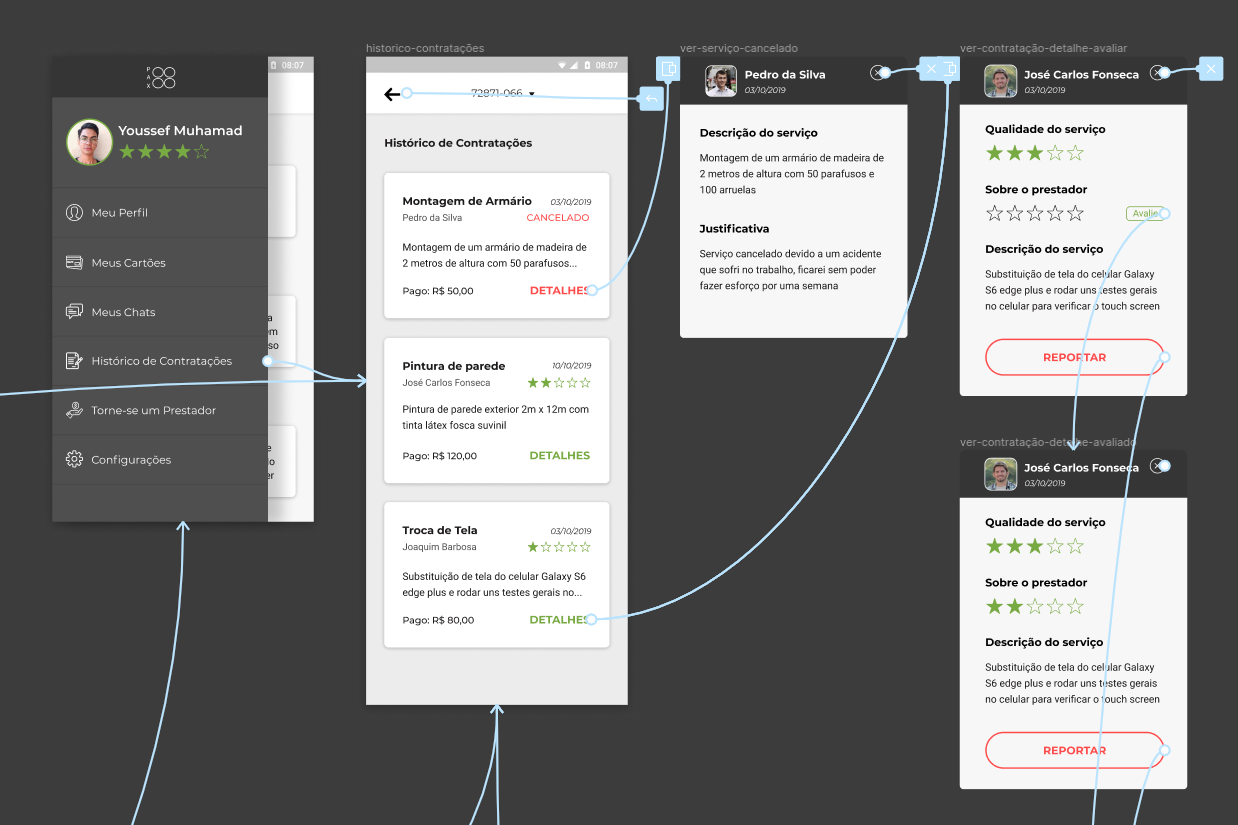 08:07
P
A
X
Youssef Muhamad
Meu Perfil
Meus Cartões
Meus Chats
Histórico de Contratações
Torne-se um Prestador
Configurações
a
em
so
e
lo
er
historico-contratações
08:07
72871-066
Histórico de Contratações
Montagem de Armário
03/10/2019
Pedro da Silva
CANCELADO
Montagem de um armário de madeira de
2 metros de altura com 50 parafusos...
Pago: R$ 50,00
DETALHES
Pintura de parede
10/10/2019
José Carlos Fonseca
Pintura de parede exterior 2m x 12m com
tinta látex fosca suvinil
Pago: R$ 120,00
DETALHES
Troca de Tela
03/10/2019
Joaquim Barbosa
Substituição de tela do celular Galaxy S6
edge plus e rodar uns testes gerais no...
Pago: R$ 80,00
DETALHES
ver-serviço-cancelado
Pedro da Silva
03/10/2019
Descrição do serviço
Montagem de um armário de madeira de
2 metros de altura com 50 parafusos e
100 arruelas
Justificativa
Serviço cancelado devido a um acidente
que sofri no trabalho, ficarei sem poder
fazer esforço por uma semana
ver-contratação-detalhe-avaliar
José Carlos Fonseca
03/10/2019
Qualidade do serviço
Sobre o prestador
Avaliar
Descrição do serviço
Substituição de tela do celular Galaxy
S6 edge plus e rodar uns testes gerais
no celular para verificar o touch screen
REPORTAR
ver-contratação-detalhe-avaliado
José Carlos Fonseca
03/10/2019
Qualidade do serviço
Sobre o prestador
Descrição do serviço
Substituição de tela do celular Galaxy
S6 edge plus e rodar uns testes gerais
no celular para verificar o touch screen
REPORTAR